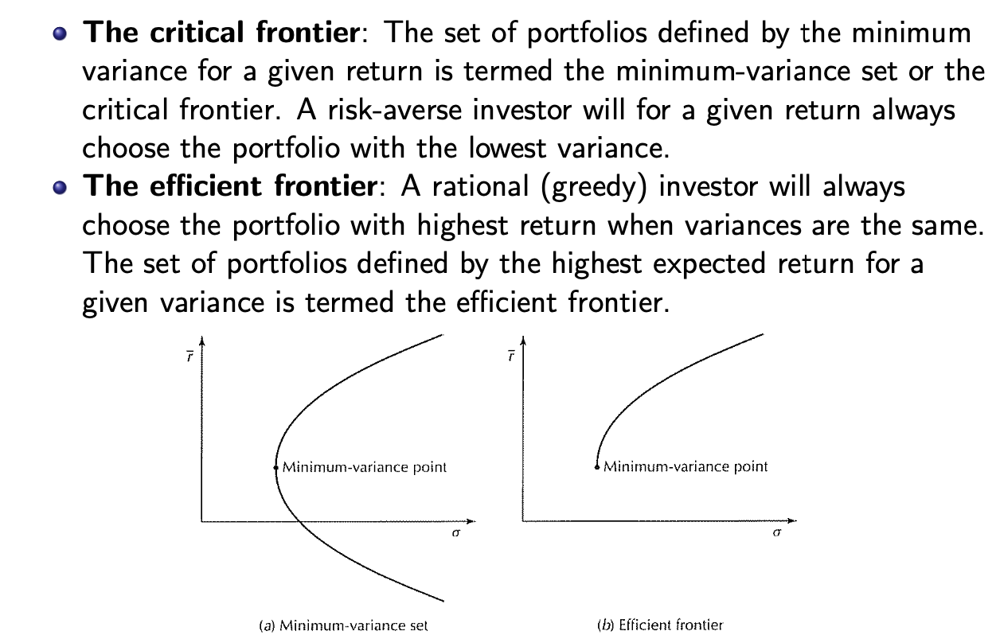 The critical frontier: The set of portfolios defined by the minimum
variance for a given return is termed the minimum-variance set or the
critical frontier. A risk-averse investor will for a given return always
choose the portfolio with the lowest variance.
The efficient frontier: A rational (greedy) investor will always
choose the portfolio with highest return when variances are the same.
The set of portfolios defined by the highest expected return for a
given variance is termed the efficient frontier.
r̄
Minimum-variance point
σ
(a) Minimum-variance set
r̄
Minimum-variance point
σ
(b) Efficient frontier